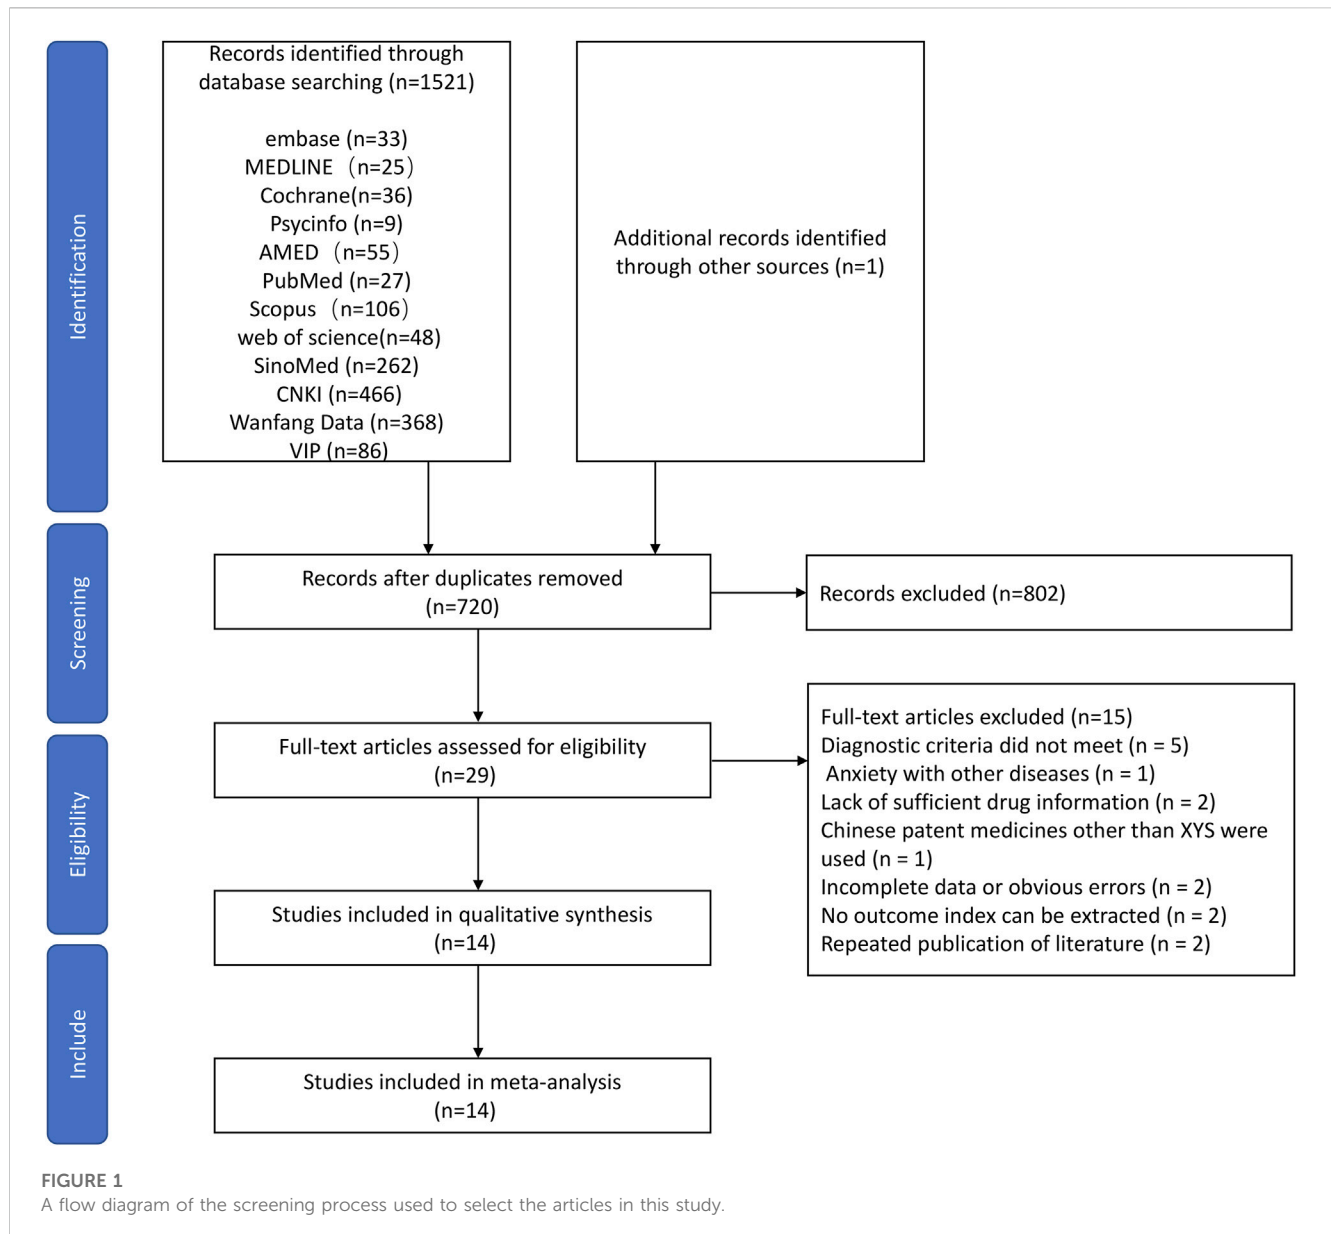 Identification
Records identified through
database searching (n=1521)
embase (n=33)
MEDLINE（n=25）
Cochrane(n=36)
Psycinfo (n=9)
AMED（n=55）
PubMed (n=27)
Scopus（n=106）
web of science(n=48)
SinoMed (n=262)
CNKI (n=466)
Wanfang Data (n=368)
VIP (n=86)
Additional records identified
through other sources (n=1)
Screening
Records after duplicates removed
(n=720)
Records excluded (n=802)
Eligibility
Full-text articles assessed for eligibility
(n=29)
Full-text articles excluded (n=15)
Diagnostic criteria did not meet (n = 5)
Anxiety with other diseases (n = 1)
Lack of sufficient drug information (n = 2)
Chinese patent medicines other than XYS were
used (n = 1)
Incomplete data or obvious errors (n = 2)
No outcome index can be extracted (n = 2)
Repeated publication of literature (n = 2)
Studies included in qualitative synthesis
(n=14)
Include
Studies included in meta-analysis
(n=14)
FIGURE 1
A flow diagram of the screening process used to select the articles in this study.